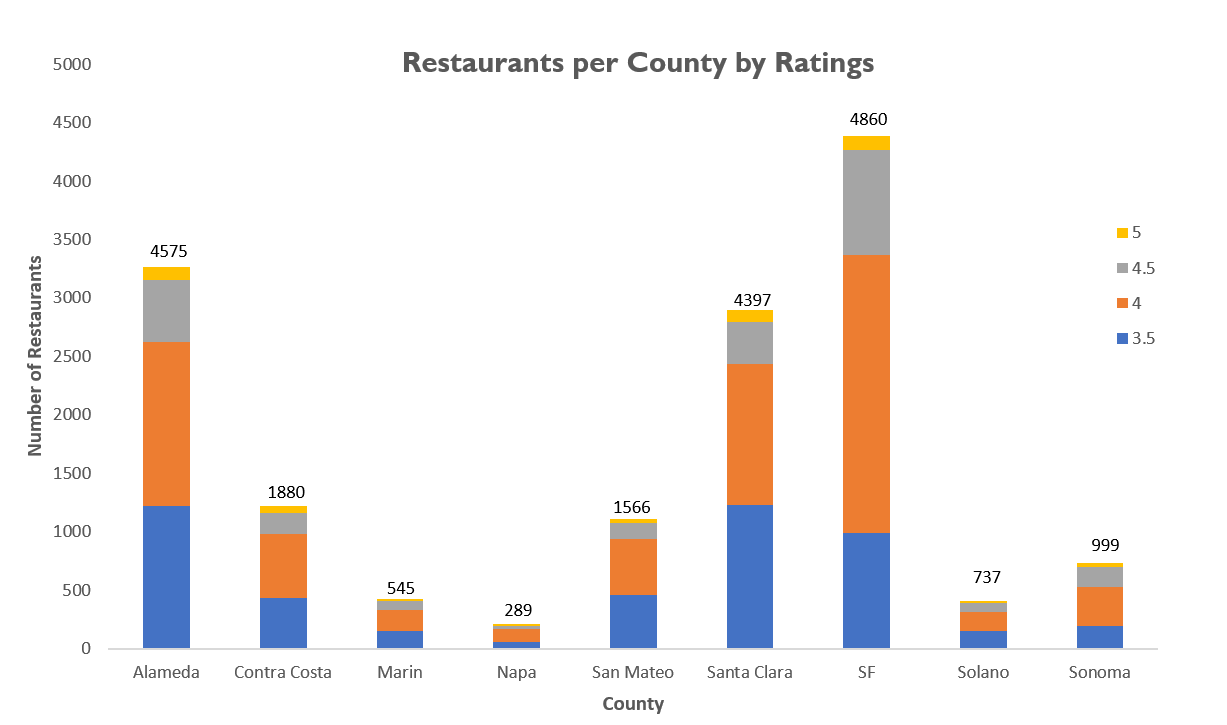 Restaurants per County by Ratings
Number of Restaurants
5000
4500
4000
3500
3000
2500
2000
1500
1000
500
0
4575
1880
545
289
1566
4397
4860
737
999
Alameda
Contra Costa
Marin
Napa
San Mateo
Santa Clara
SF
Solano
Sonoma
County
5
4.5
4
3.5